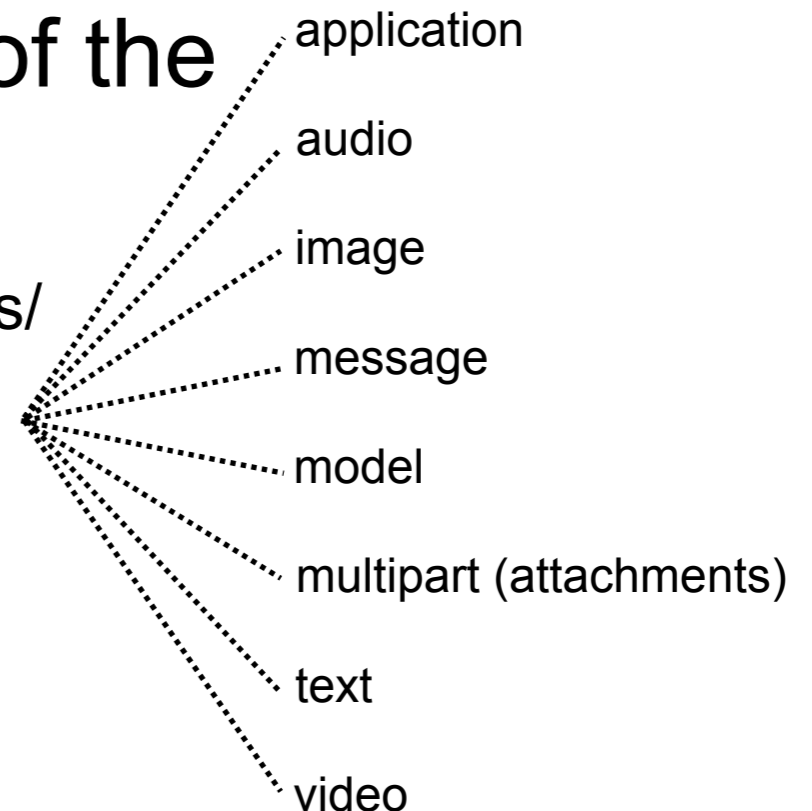 of the
s/
application
audio
image
message
model
multipart (attachments)
text
video